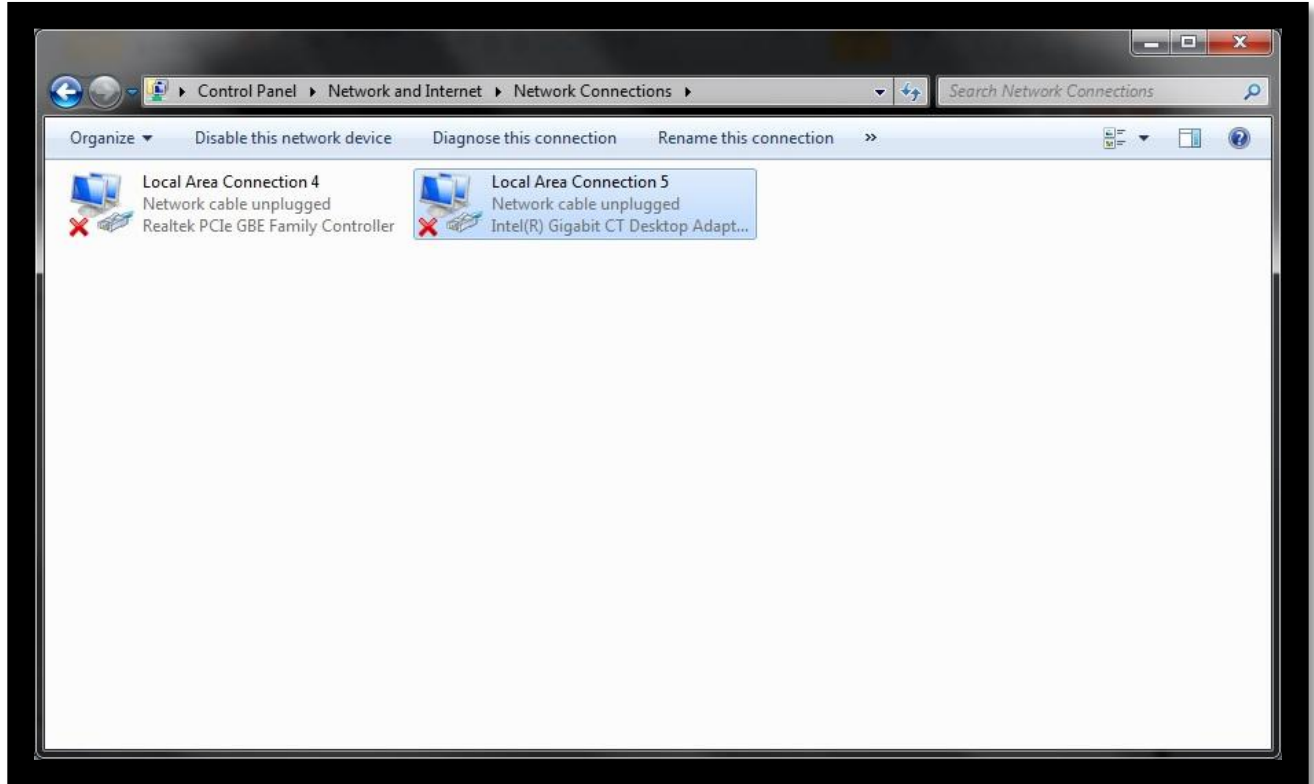 Control Panel Network and Internet Network Connections
Search Network Connections
Organize Disable this network device Diagnose this connection Rename this connection »
Local Area Connection 4
Network cable unplugged
Realtek PCIe GBE Family Controller
Local Area Connection 5
Network cable unplugged
Intel(R) Gigabit CT Desktop Adapt...